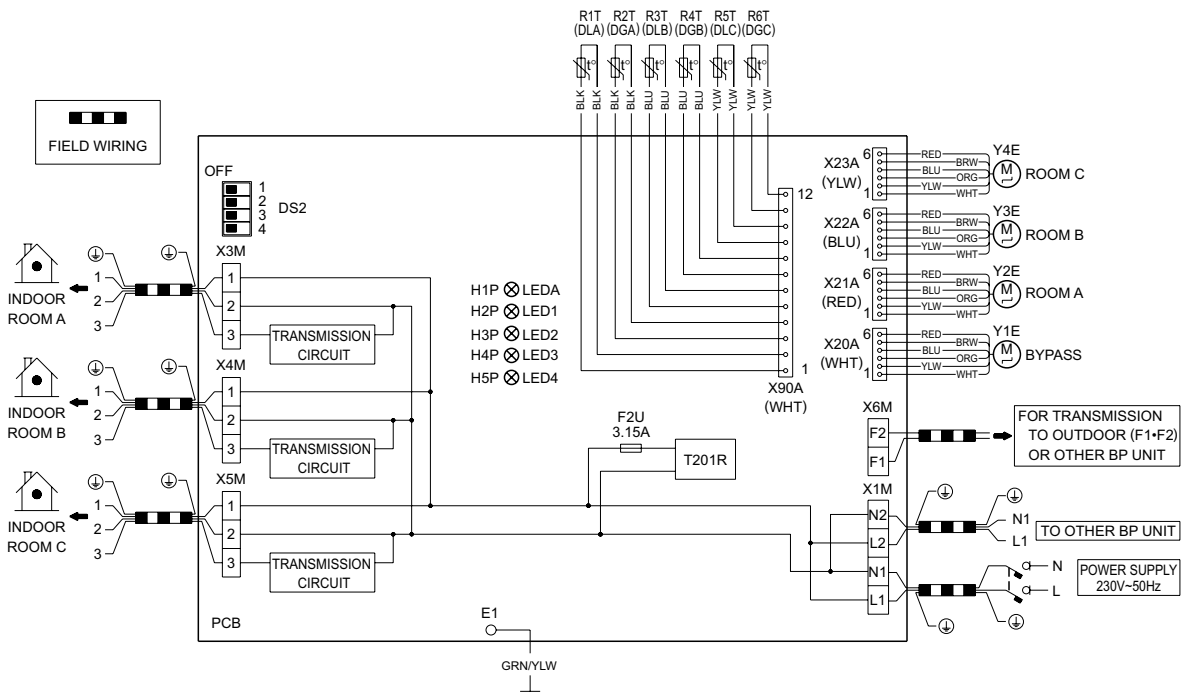 R1T R2T R3T R4T R5T R6T
(DLA) (DGA) (DLB) (DGB) (DLC) (DGC)
t° t° t° t° t° t°
BLK BLK BLK BLK BLU BLU BLU BLU YLW YLW YLW YLW
FIELD WIRING
OFF
1
2
3
4
DS2
X3M
1
2
3
TRANSMISSION
CIRCUIT
1
2
3
INDOOR
ROOM A
X4M
1
2
3
TRANSMISSION
CIRCUIT
1
2
3
INDOOR
ROOM B
X5M
1
2
3
TRANSMISSION
CIRCUIT
1
2
3
INDOOR
ROOM C
H1P LEDA
H2P LED1
H3P LED2
H4P LED3
H5P LED4
12
1
X90A
(WHT)
F2U
3.15A
T201R
X23A
(YLW)
6
1
RED
BRW
BLU
ORG
YLW
WHT
Y4E
M
ROOM C
X22A
(BLU)
6
1
RED
BRW
BLU
ORG
YLW
WHT
Y3E
M
ROOM B
X21A
(RED)
6
1
RED
BRW
BLU
ORG
YLW
WHT
Y2E
M
ROOM A
X20A
(WHT)
6
1
RED
BRW
BLU
ORG
YLW
WHT
Y1E
M
BYPASS
X6M
F2
F1
FOR TRANSMISSION
TO OUTDOOR (F1•F2)
OR OTHER BP UNIT
X1M
N2
L2
N1
L1
N1
L1
TO OTHER BP UNIT
N
L
POWER SUPPLY
230V~50Hz
PCB
E1
GRN/YLW